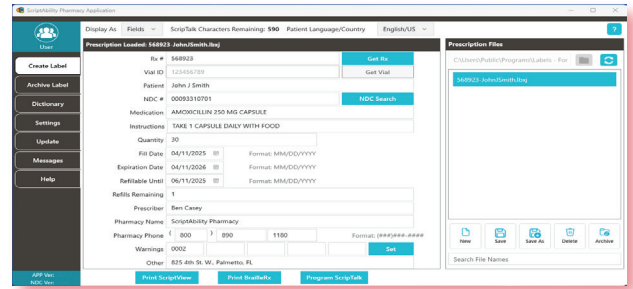 ScriptAbility Pharmacy Application
Display As Fields ScripTalk Characters Remaining: 590 Patient Language/Country English/US ?
User
Create Label
Archive Label
Dictionary
Settings
Update
Messages
Help
APP Ver:
NDC Ver:
Prescription Loaded: 568923-JohnJSmith.lbxj
Rx # 568923 Get Rx
Vial ID 123456789 Get Vial
Patient John J Smith
NDC # 00093310701 NDC Search
Medication AMOXICILLIN 250 MG CAPSULE
Instructions TAKE 1 CAPSULE DAILY WITH FOOD
Quantity 30
Fill Date 04/11/2025 Format: MM/DD/YYYY
Expiration Date 04/11/2026 Format: MM/DD/YYYY
Refillable Until 06/11/2025 Format: MM/DD/YYYY
Refills Remaining 1
Prescriber Ben Casey
Pharmacy Name ScriptAbility Pharmacy
Pharmacy Phone ( 800 ) 890 1180 Format: (###)###-####
Warnings 0002 Set
Other 825 4th St. W., Palmetto, FL
Print ScriptView Print BrailleRx Program ScripTalk
Prescription Files
C:\Users\Public\Programs\Labels - For
568923-JohnJSmith.lbxj
New Save Save As Delete Archive
Search File Names